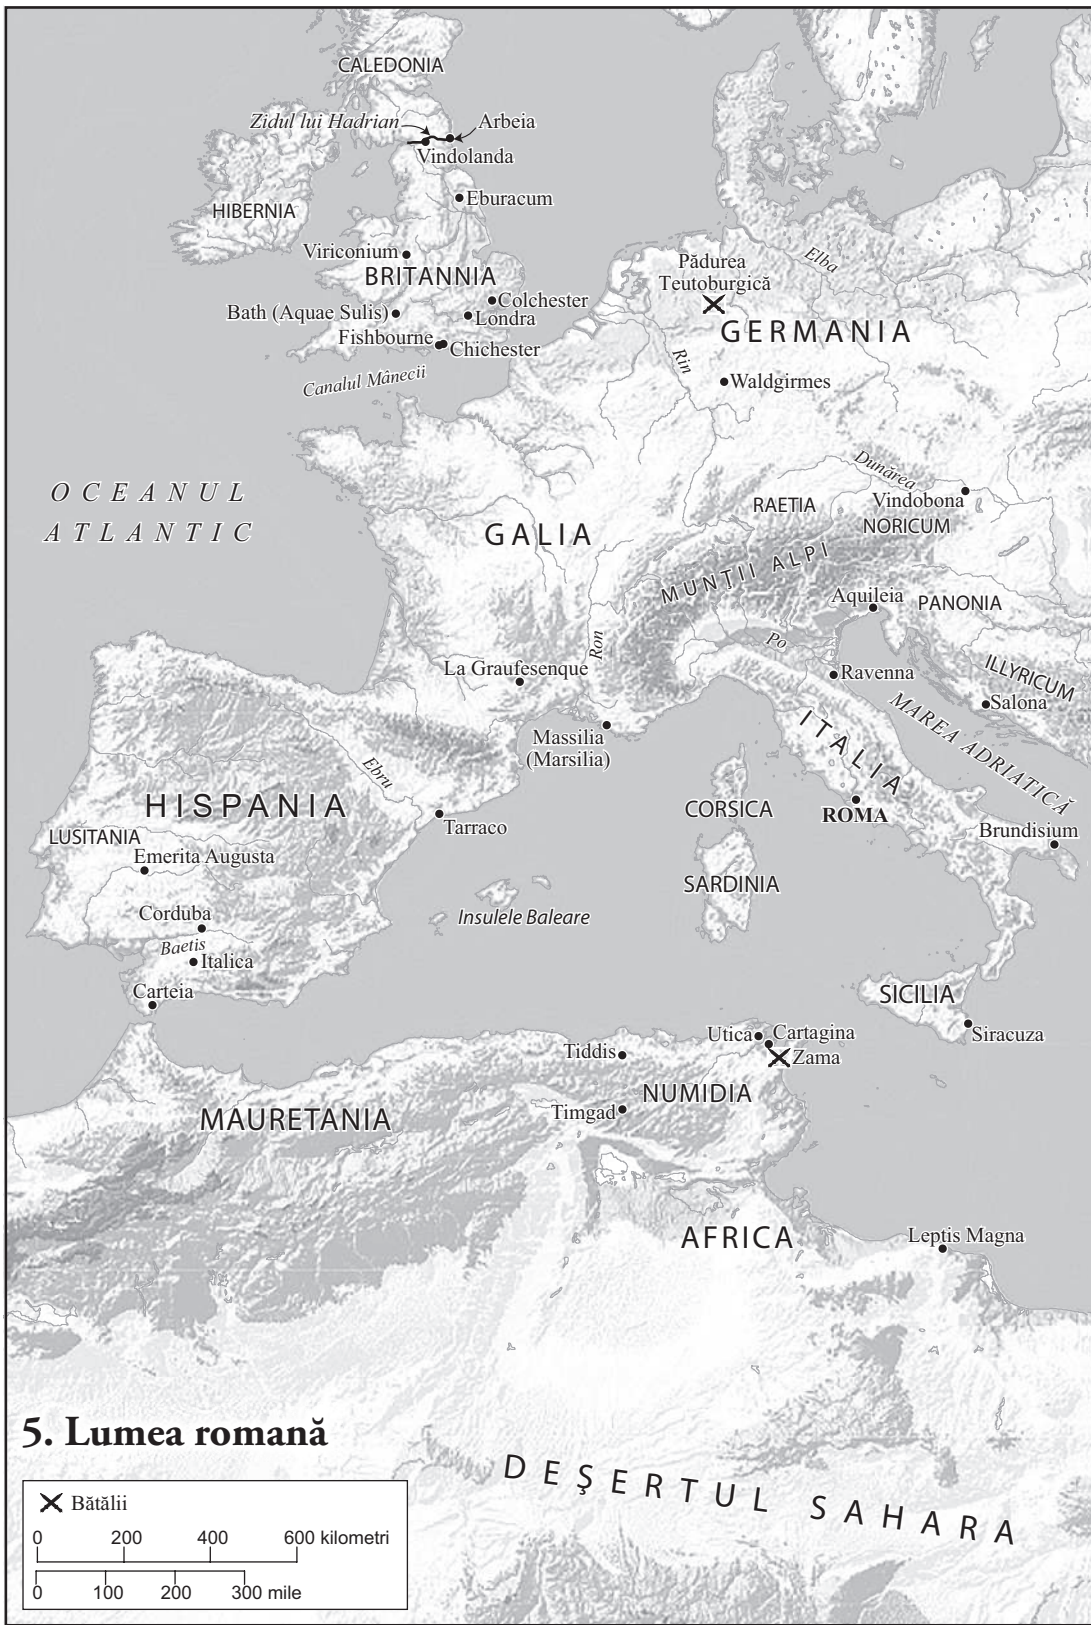 CALEDONIA
Zidul lui Hadrian
Arbeia
Vindolanda
Eburacum
HIBERNIA
Viriconium
BRITANNIA
Colchester
Bath (Aquae Sulis)
Londra
Fishbourne
Chichester
Canalul Mânecii
Elba
Pădurea
Teutoburgică
GERMANIA
Rin
Waldgirmes
OCEANUL
ATLANTIC
Dunărea
Vindobona
RAETIA
NORICUM
GALIA
MUNŢII ALPI
Aquileia
PANONIA
Po
Ron
La Graufesenque
Ravenna
ILLYRICUM
Salona
MAREA ADRIATICĂ
Massilia
(Marsilia)
ITALIA
Ebru
HISPANIA
CORSICA
ROMA
Tarraco
LUSITANIA
Brundisium
Emerita Augusta
SARDINIA
Insulele Baleare
Corduba
Baetis
Italica
Carteia
SICILIA
Siracuza
Utica
Cartagina
Zama
Tiddis
NUMIDIA
Timgad
MAURETANIA
AFRICA
Leptis Magna
5. Lumea romană
DEŞERTUL SAHARA
Bătălii
0 200 400 600 kilometri
0 100 200 300 mile